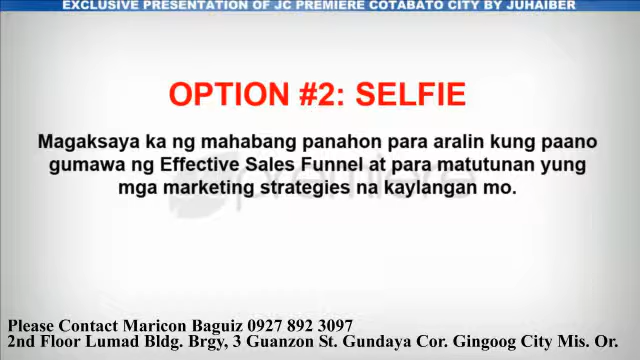 EXCLUSIVE PRESENTATION OF JC PREMIERE COTABATO CITY BY JUHAIBER
OPTION #2: SELFIE
Magaksaya ka ng mahabang panahon para aralin kung paano
gumawa ng Effective Sales Funnel at para matutunan yung
mga marketing strategies na kaylangan mo.
premiere
Please Contact Maricon Baguiz 0927 892 3097
2nd Floor Lumad Bldg. Brgy, 3 Guanzon St. Gundaya Cor. Gingoog City Mis. Or.